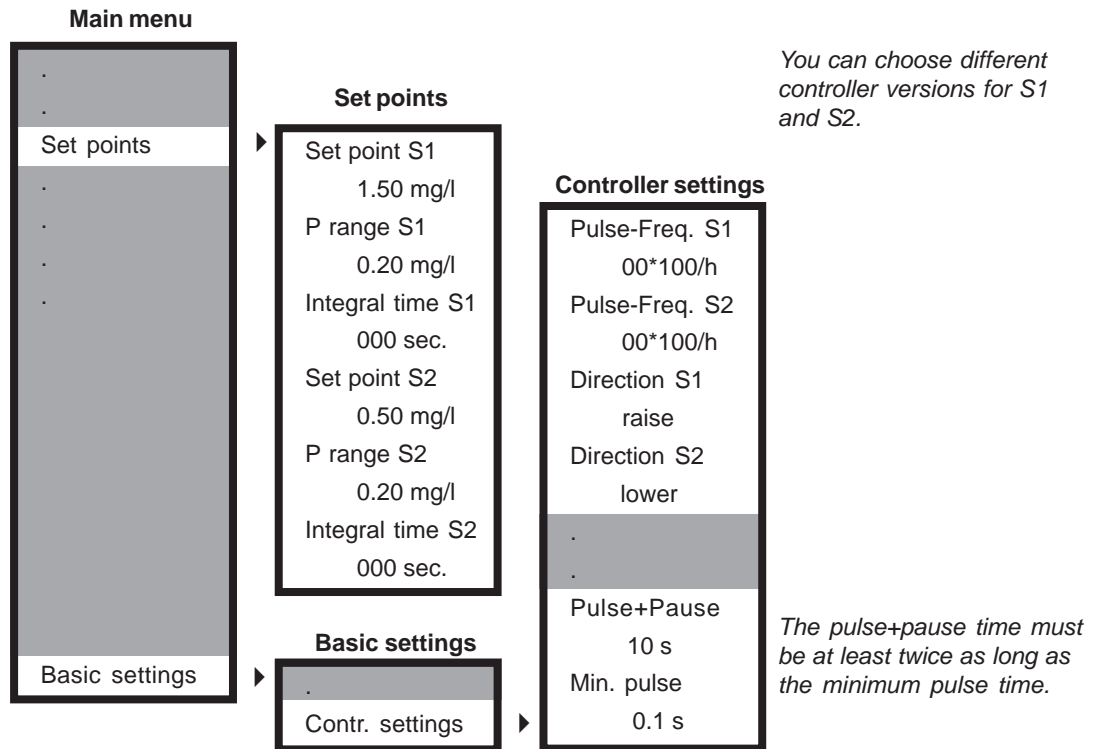 Main menu
.
.
Set points
.
.
.
.
Basic settings
Set points
Set point S1
1.50 mg/l
P range S1
0.20 mg/l
Integral time S1
000 sec.
Set point S2
0.50 mg/l
P range S2
0.20 mg/l
Integral time S2
000 sec.
Basic settings
.
Contr. settings
Controller settings
Pulse-Freq. S1
00*100/h
Pulse-Freq. S2
00*100/h
Direction S1
raise
Direction S2
lower
.
.
Pulse+Pause
10 s
Min. pulse
0.1 s
You can choose different
controller versions for S1
and S2.
The pulse+pause time must
be at least twice as long as
the minimum pulse time.